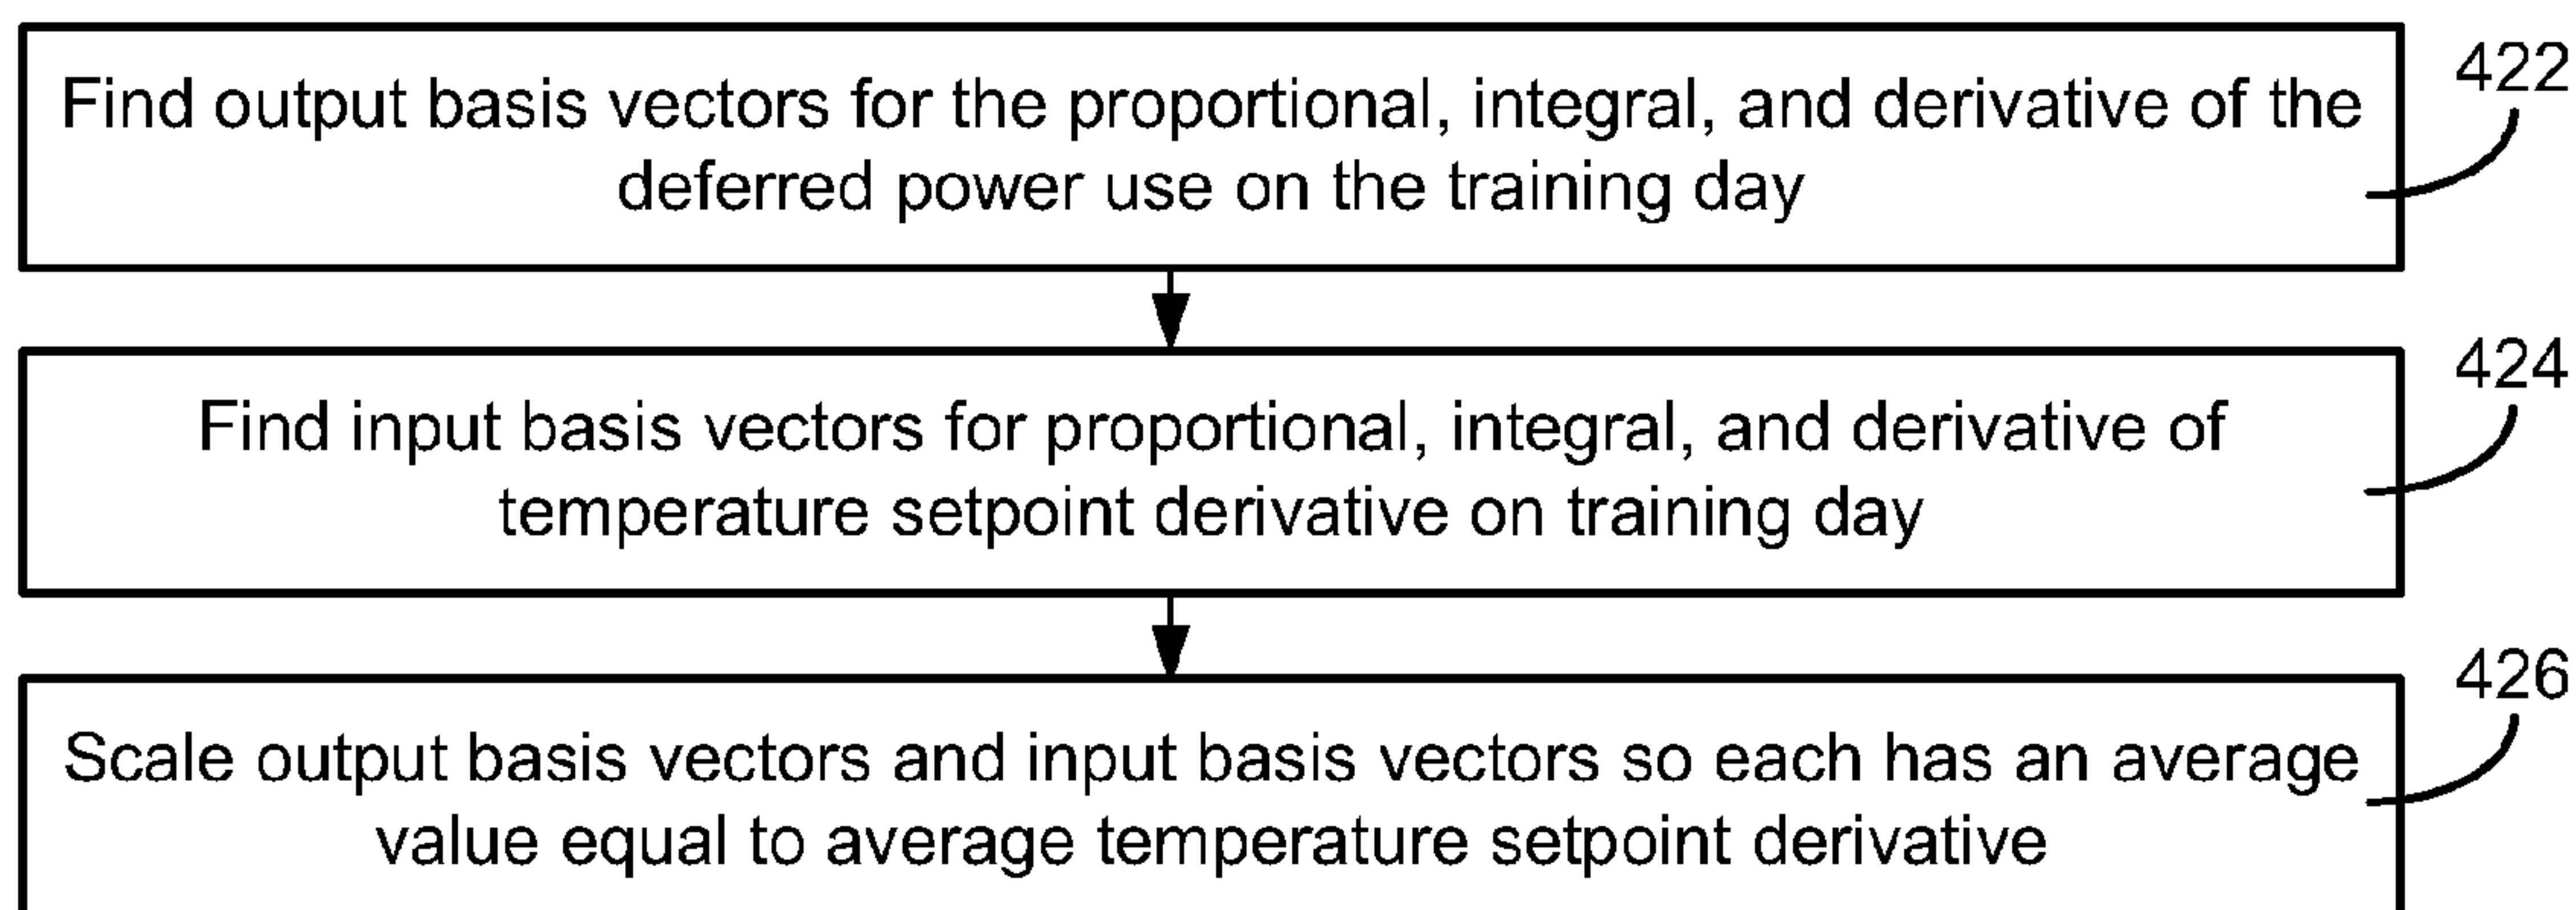 Find output basis vectors for the proportional, integral, and derivative of the
deferred power use on the training day
422
Find input basis vectors for proportional, integral, and derivative of
temperature setpoint derivative on training day
424
Scale output basis vectors and input basis vectors so each has an average
value equal to average temperature setpoint derivative
426